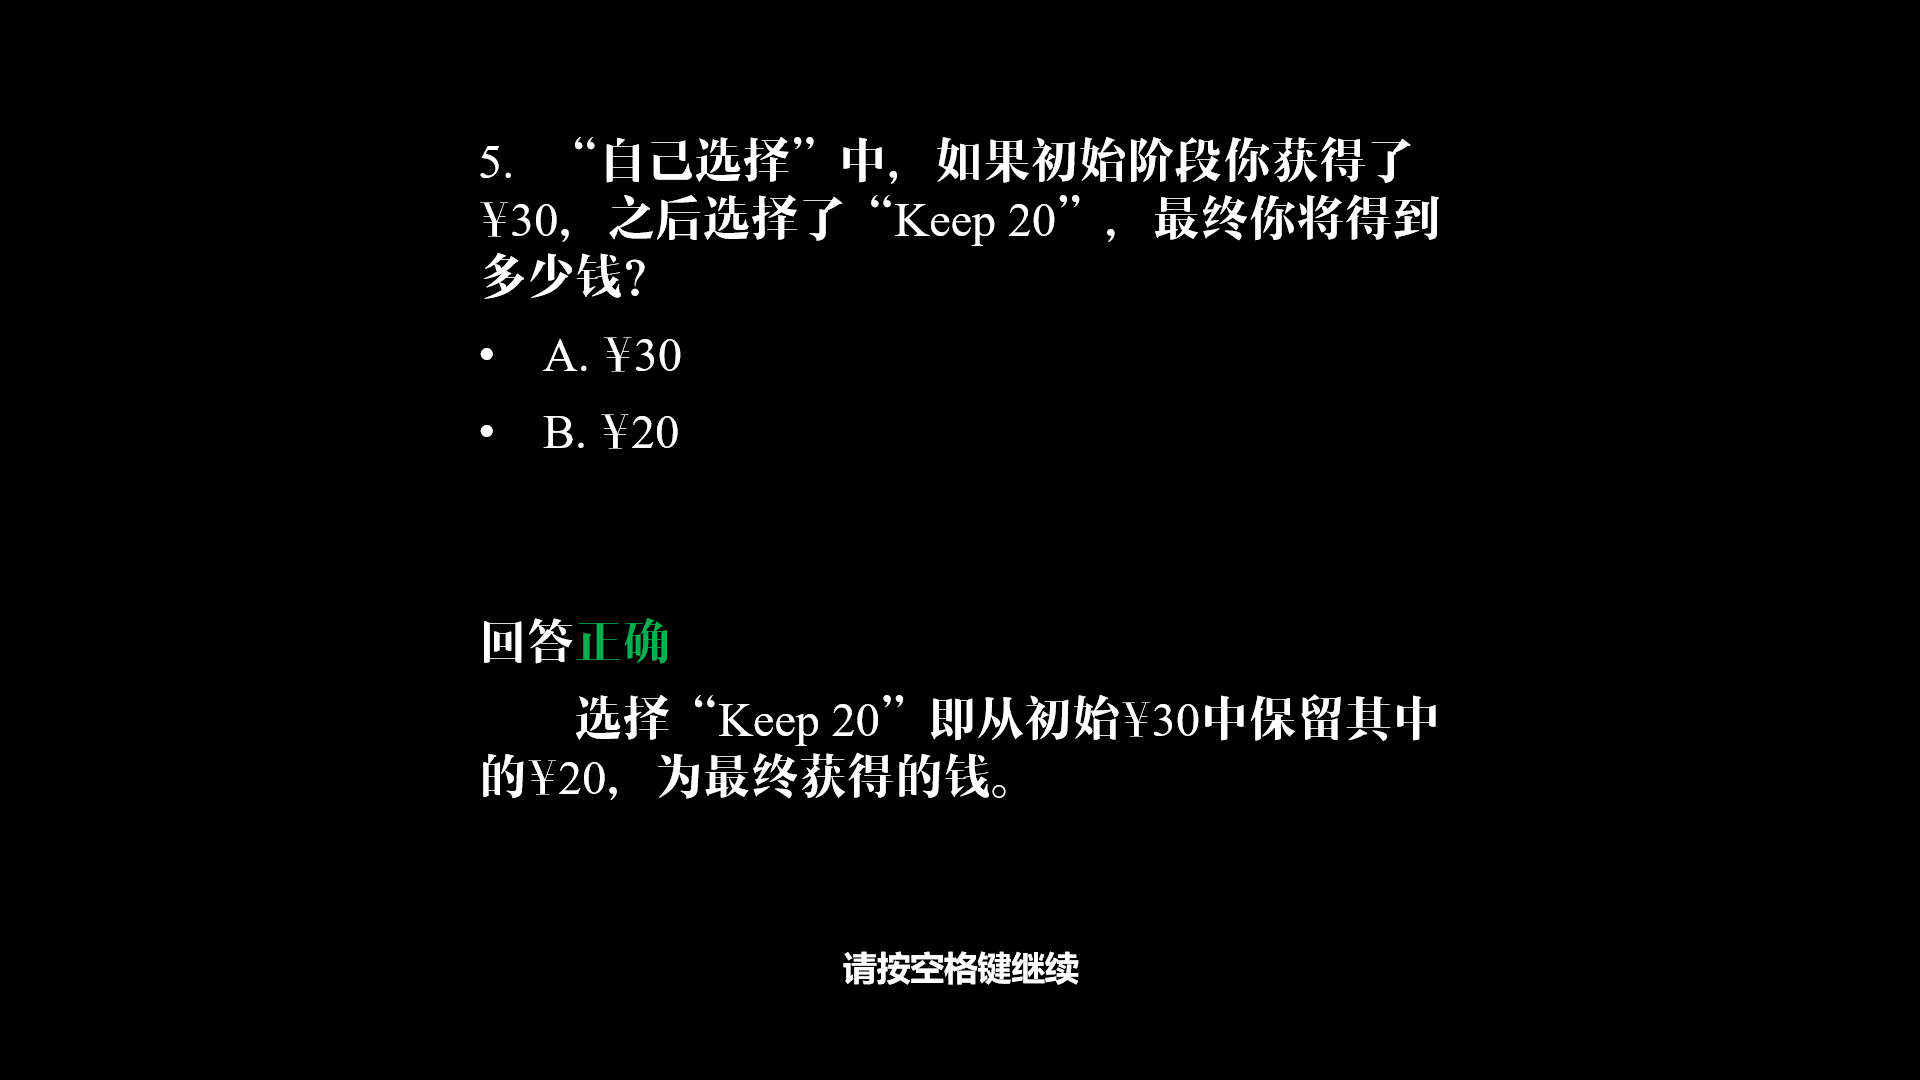 5. “自己选择”中，如果初始阶段你获得了
¥30，之后选择了“Keep 20”，最终你将得到
多少钱？
• A. ¥30
• B. ¥20
回答正确
选择“Keep 20”即从初始¥30中保留其中
的¥20，为最终获得的钱。
请按空格键继续